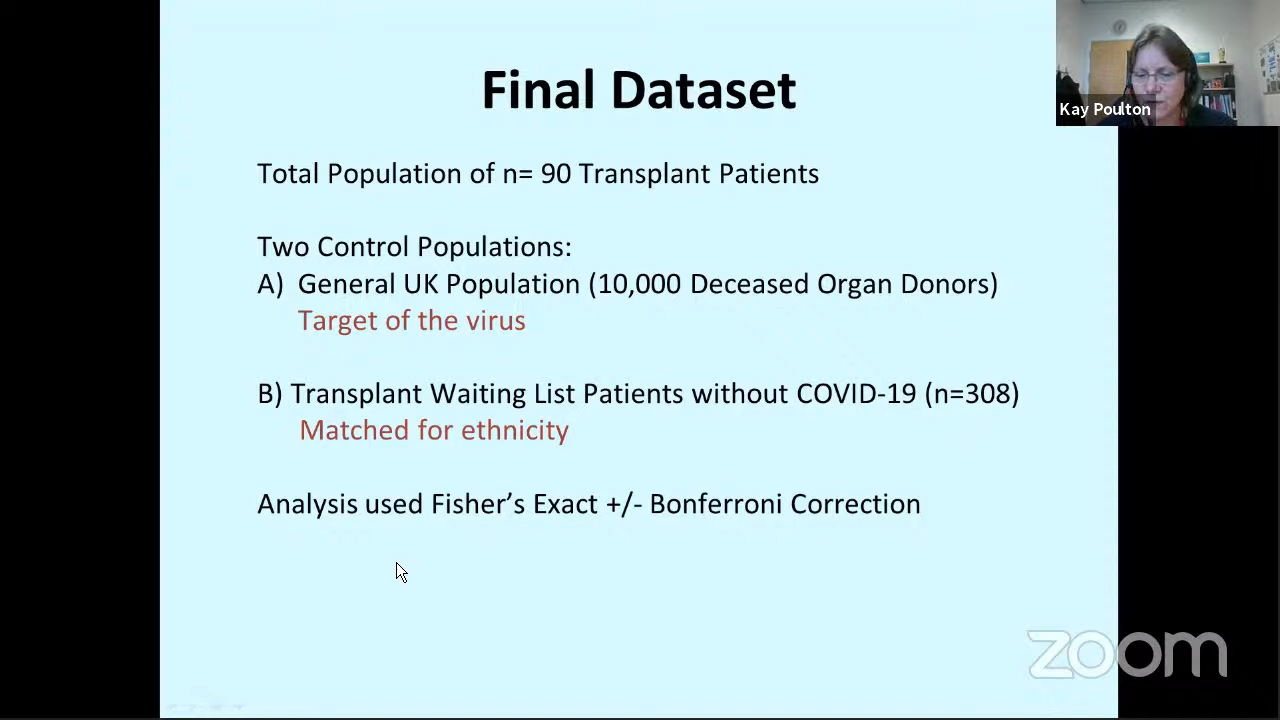 Final Dataset
Kay Poulton
Total Population of n= 90 Transplant Patients
Two Control Populations:
A) General UK Population (10,000 Deceased Organ Donors)
Target of the virus
B) Transplant Waiting List Patients without COVID-19 (n=308)
Matched for ethnicity
Analysis used Fisher’s Exact +/- Bonferroni Correction
zoom